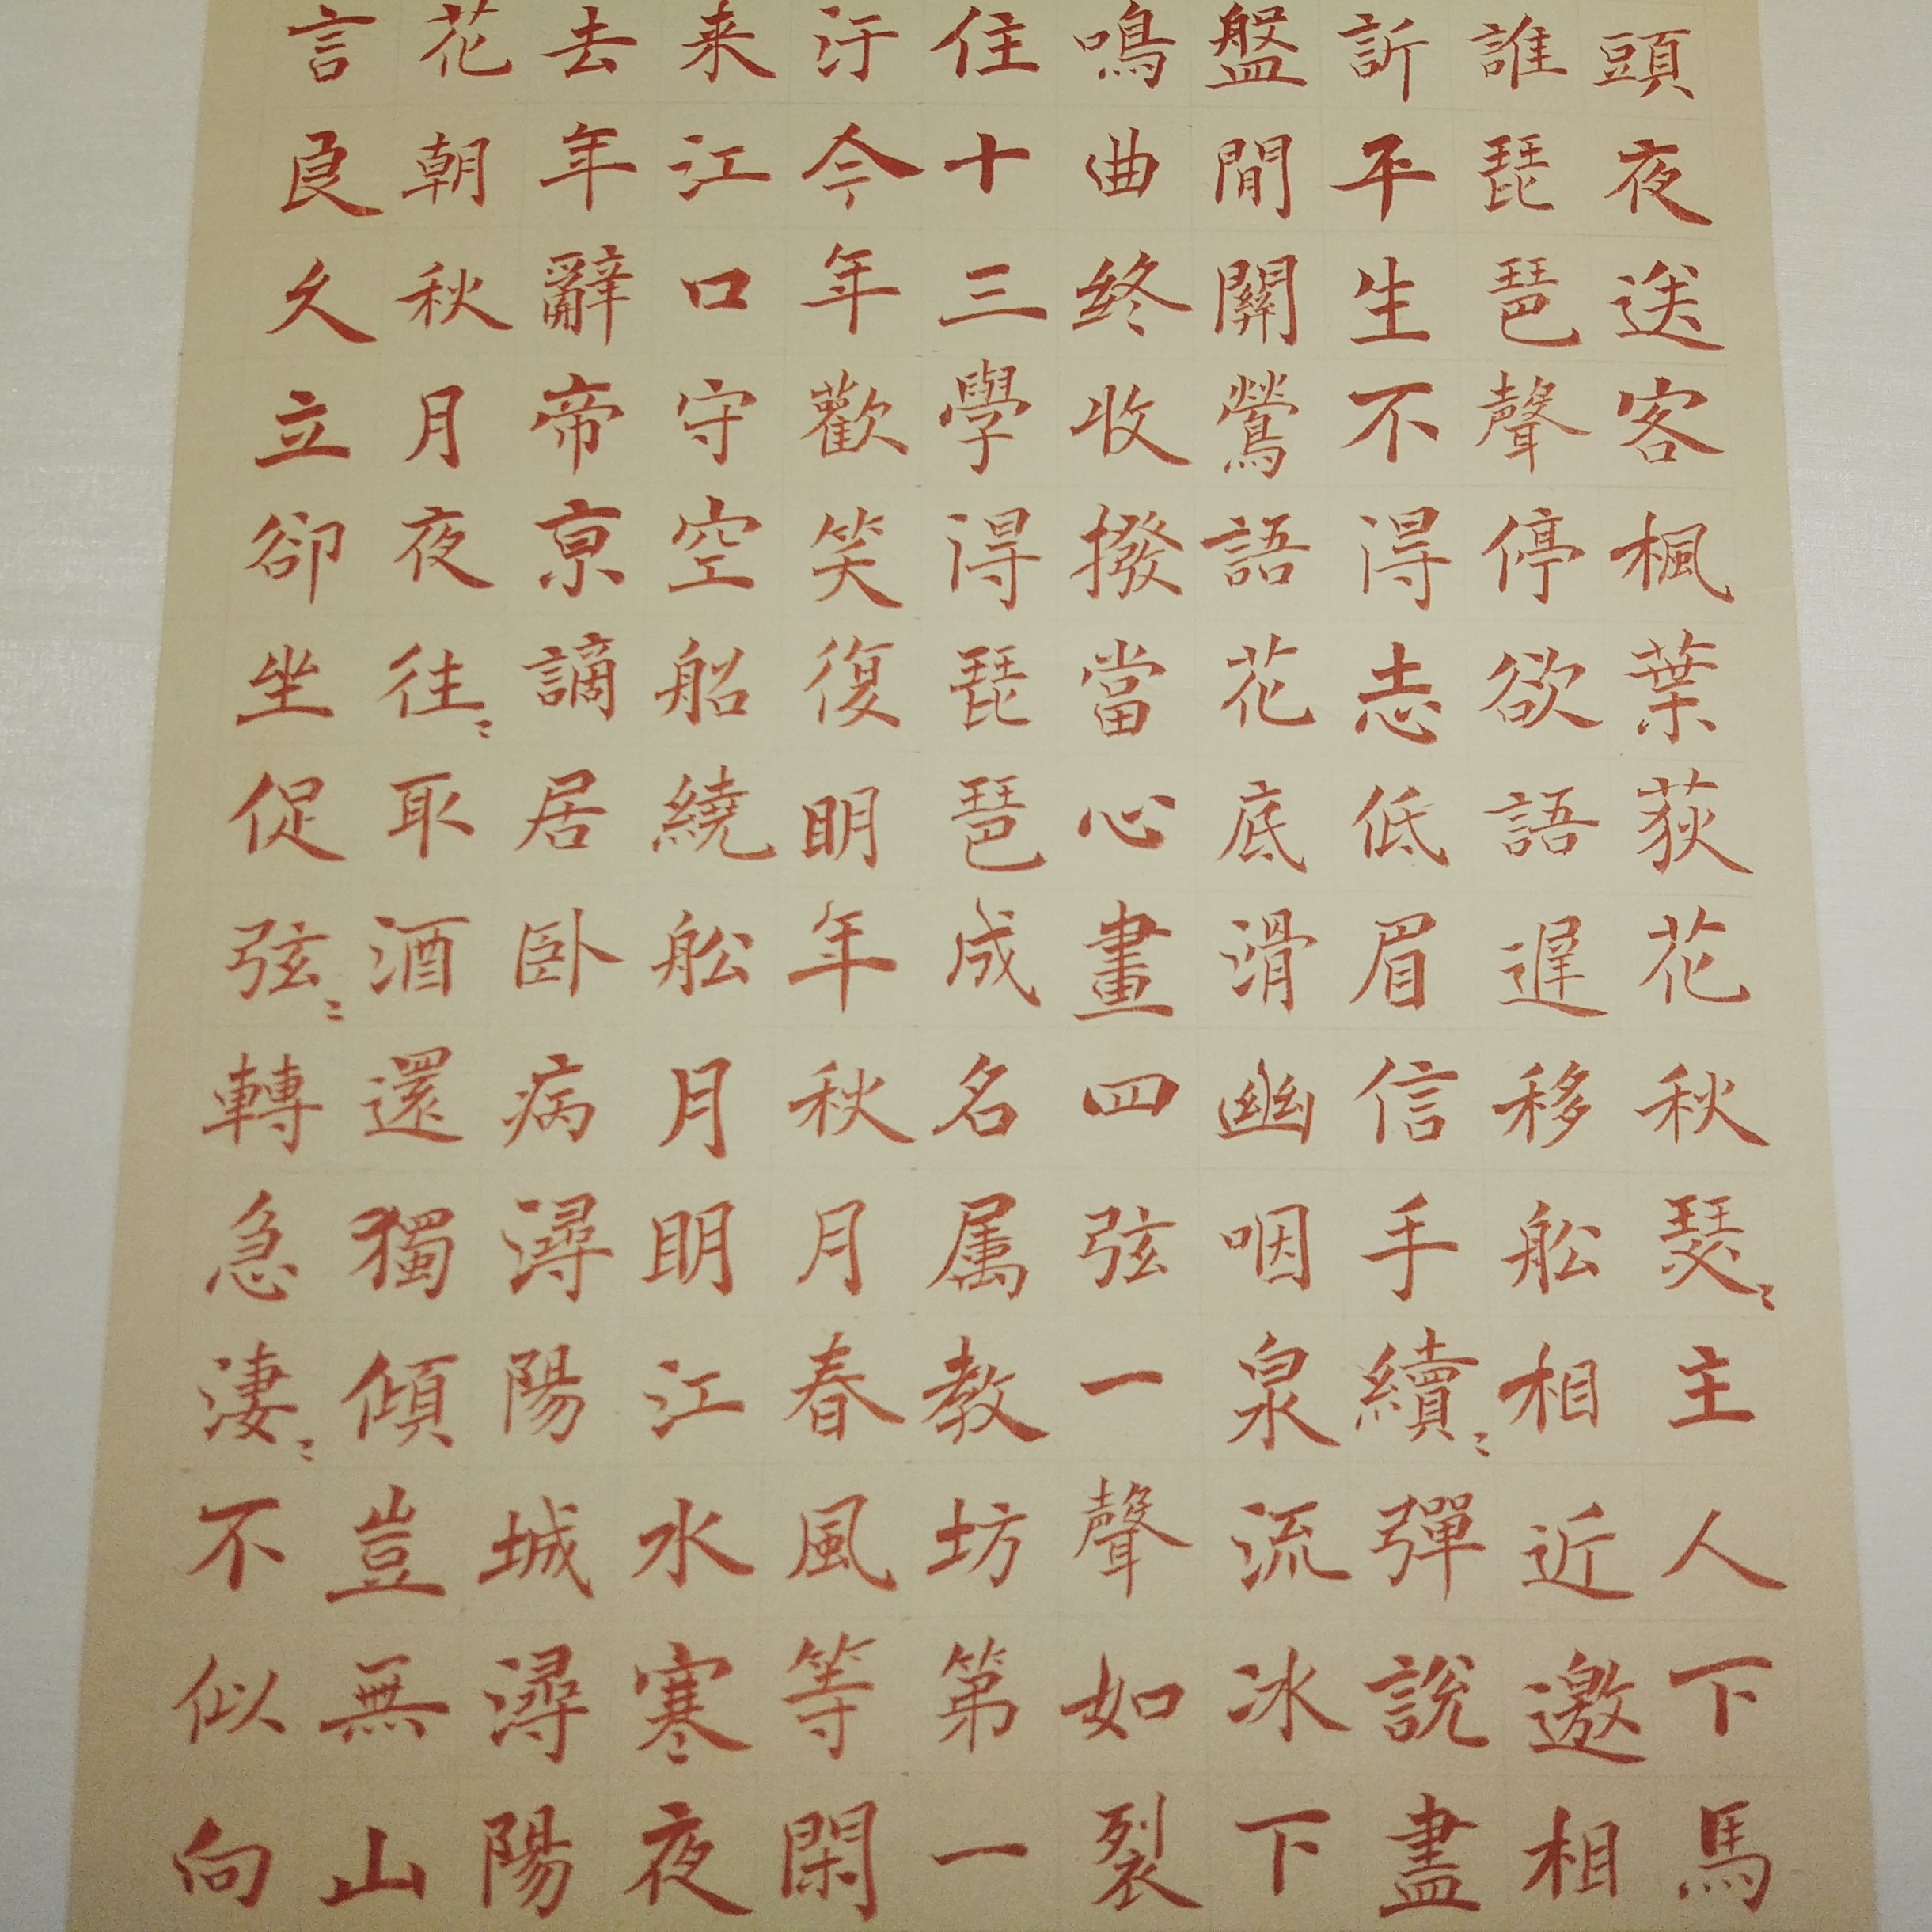 頭夜送客楓葉荻花秋瑟〻主人下馬
誰琵琶聲停欲語遲移舩相近邀相
訴平生不得志低眉信手續〻彈說盡
盤間關鶯語花底滑幽咽泉流冰下
鳴曲終收撥當心畫四弦一聲如裂
住十三學得琵琶成名属教坊第一
汙今年歡笑復明年秋月春風等閑
来江口守空船繞舩月明江水寒夜
去年辭帝京謫居卧病潯陽城潯陽
花朝秋月夜往〻取酒還獨傾豈無山
言良久立卻坐促弦〻轉急淒〻不似向